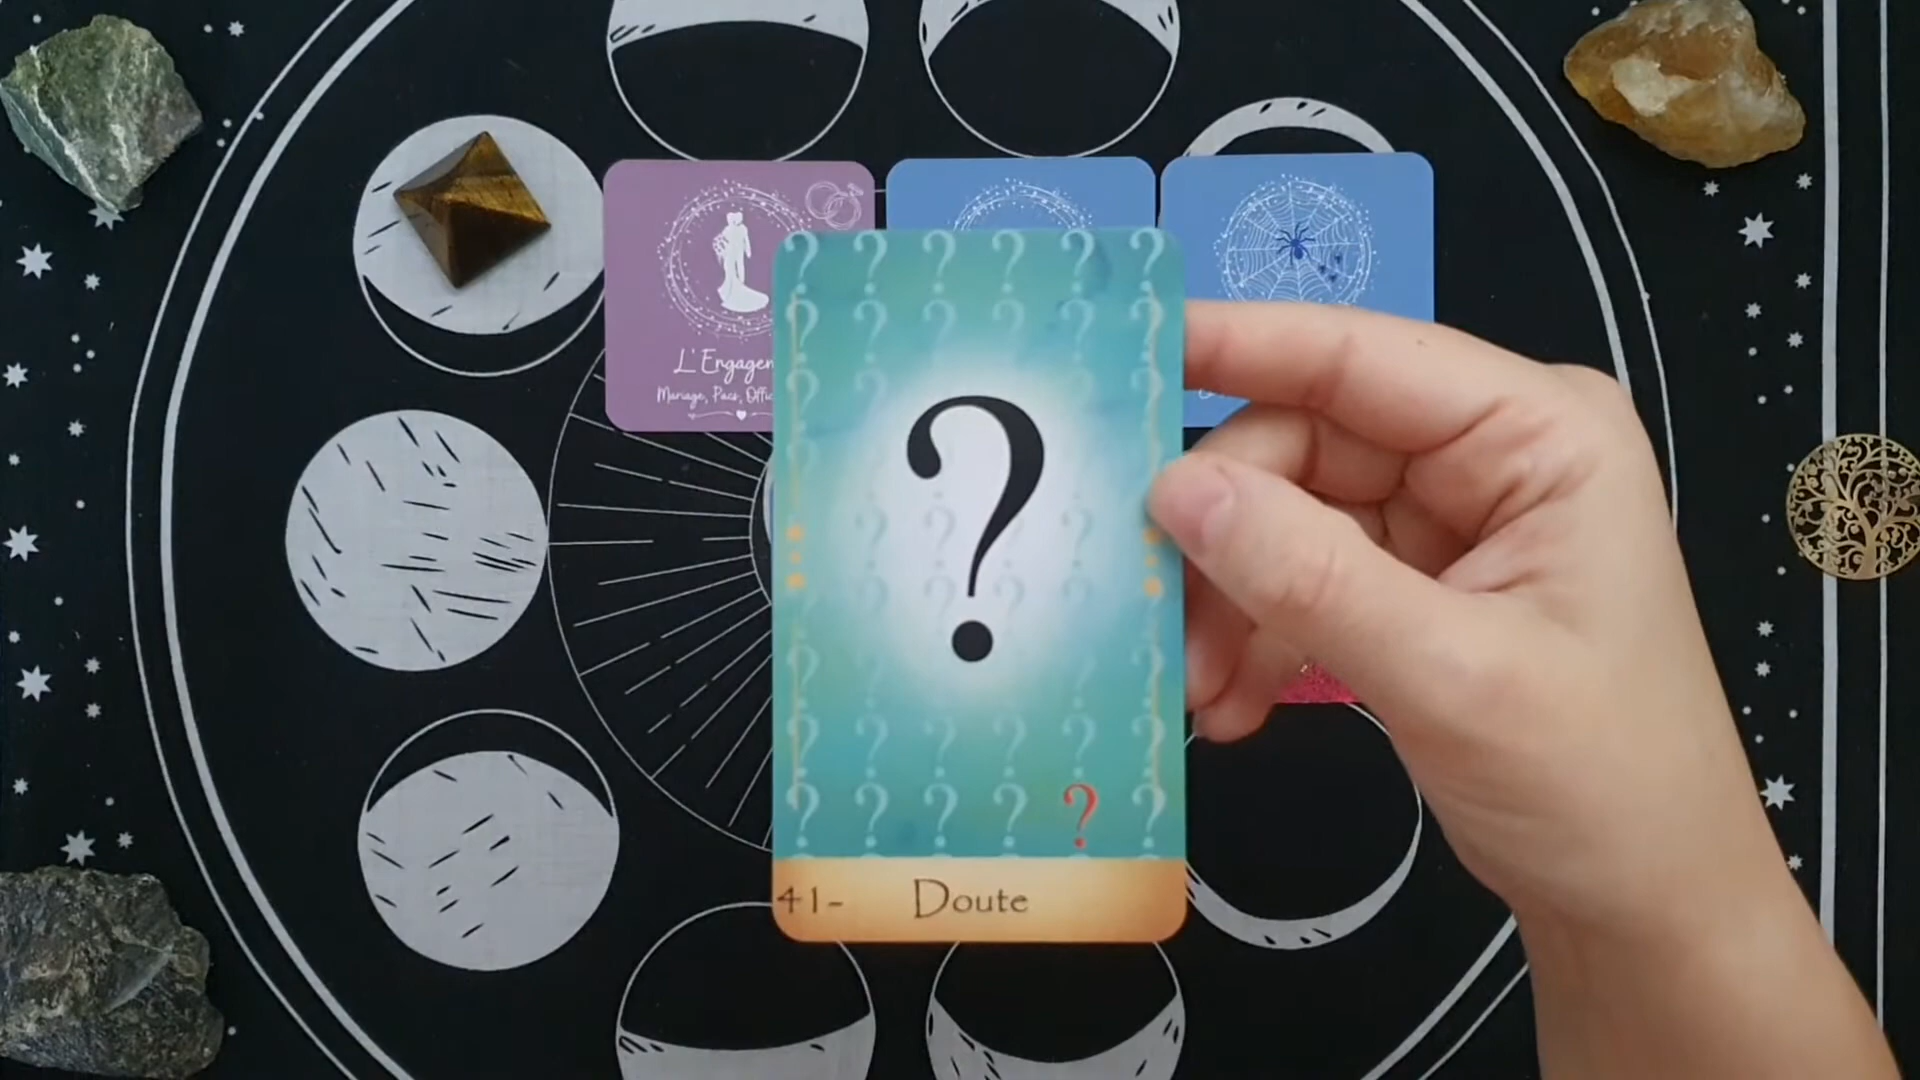 L'Engagem
Mariage, Pacs, Offic
?
41- Doute